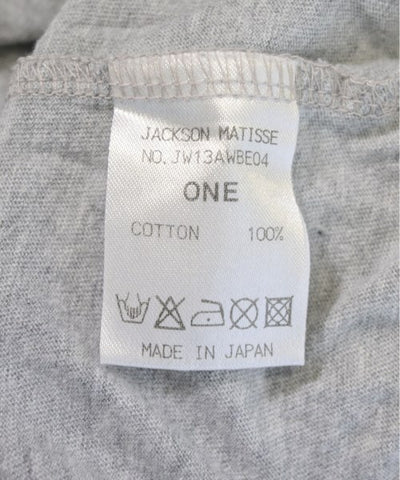 JACKSON MATISSE
NO.JW13AWBE04
ONE
COTTON 100%
MADE IN JAPAN